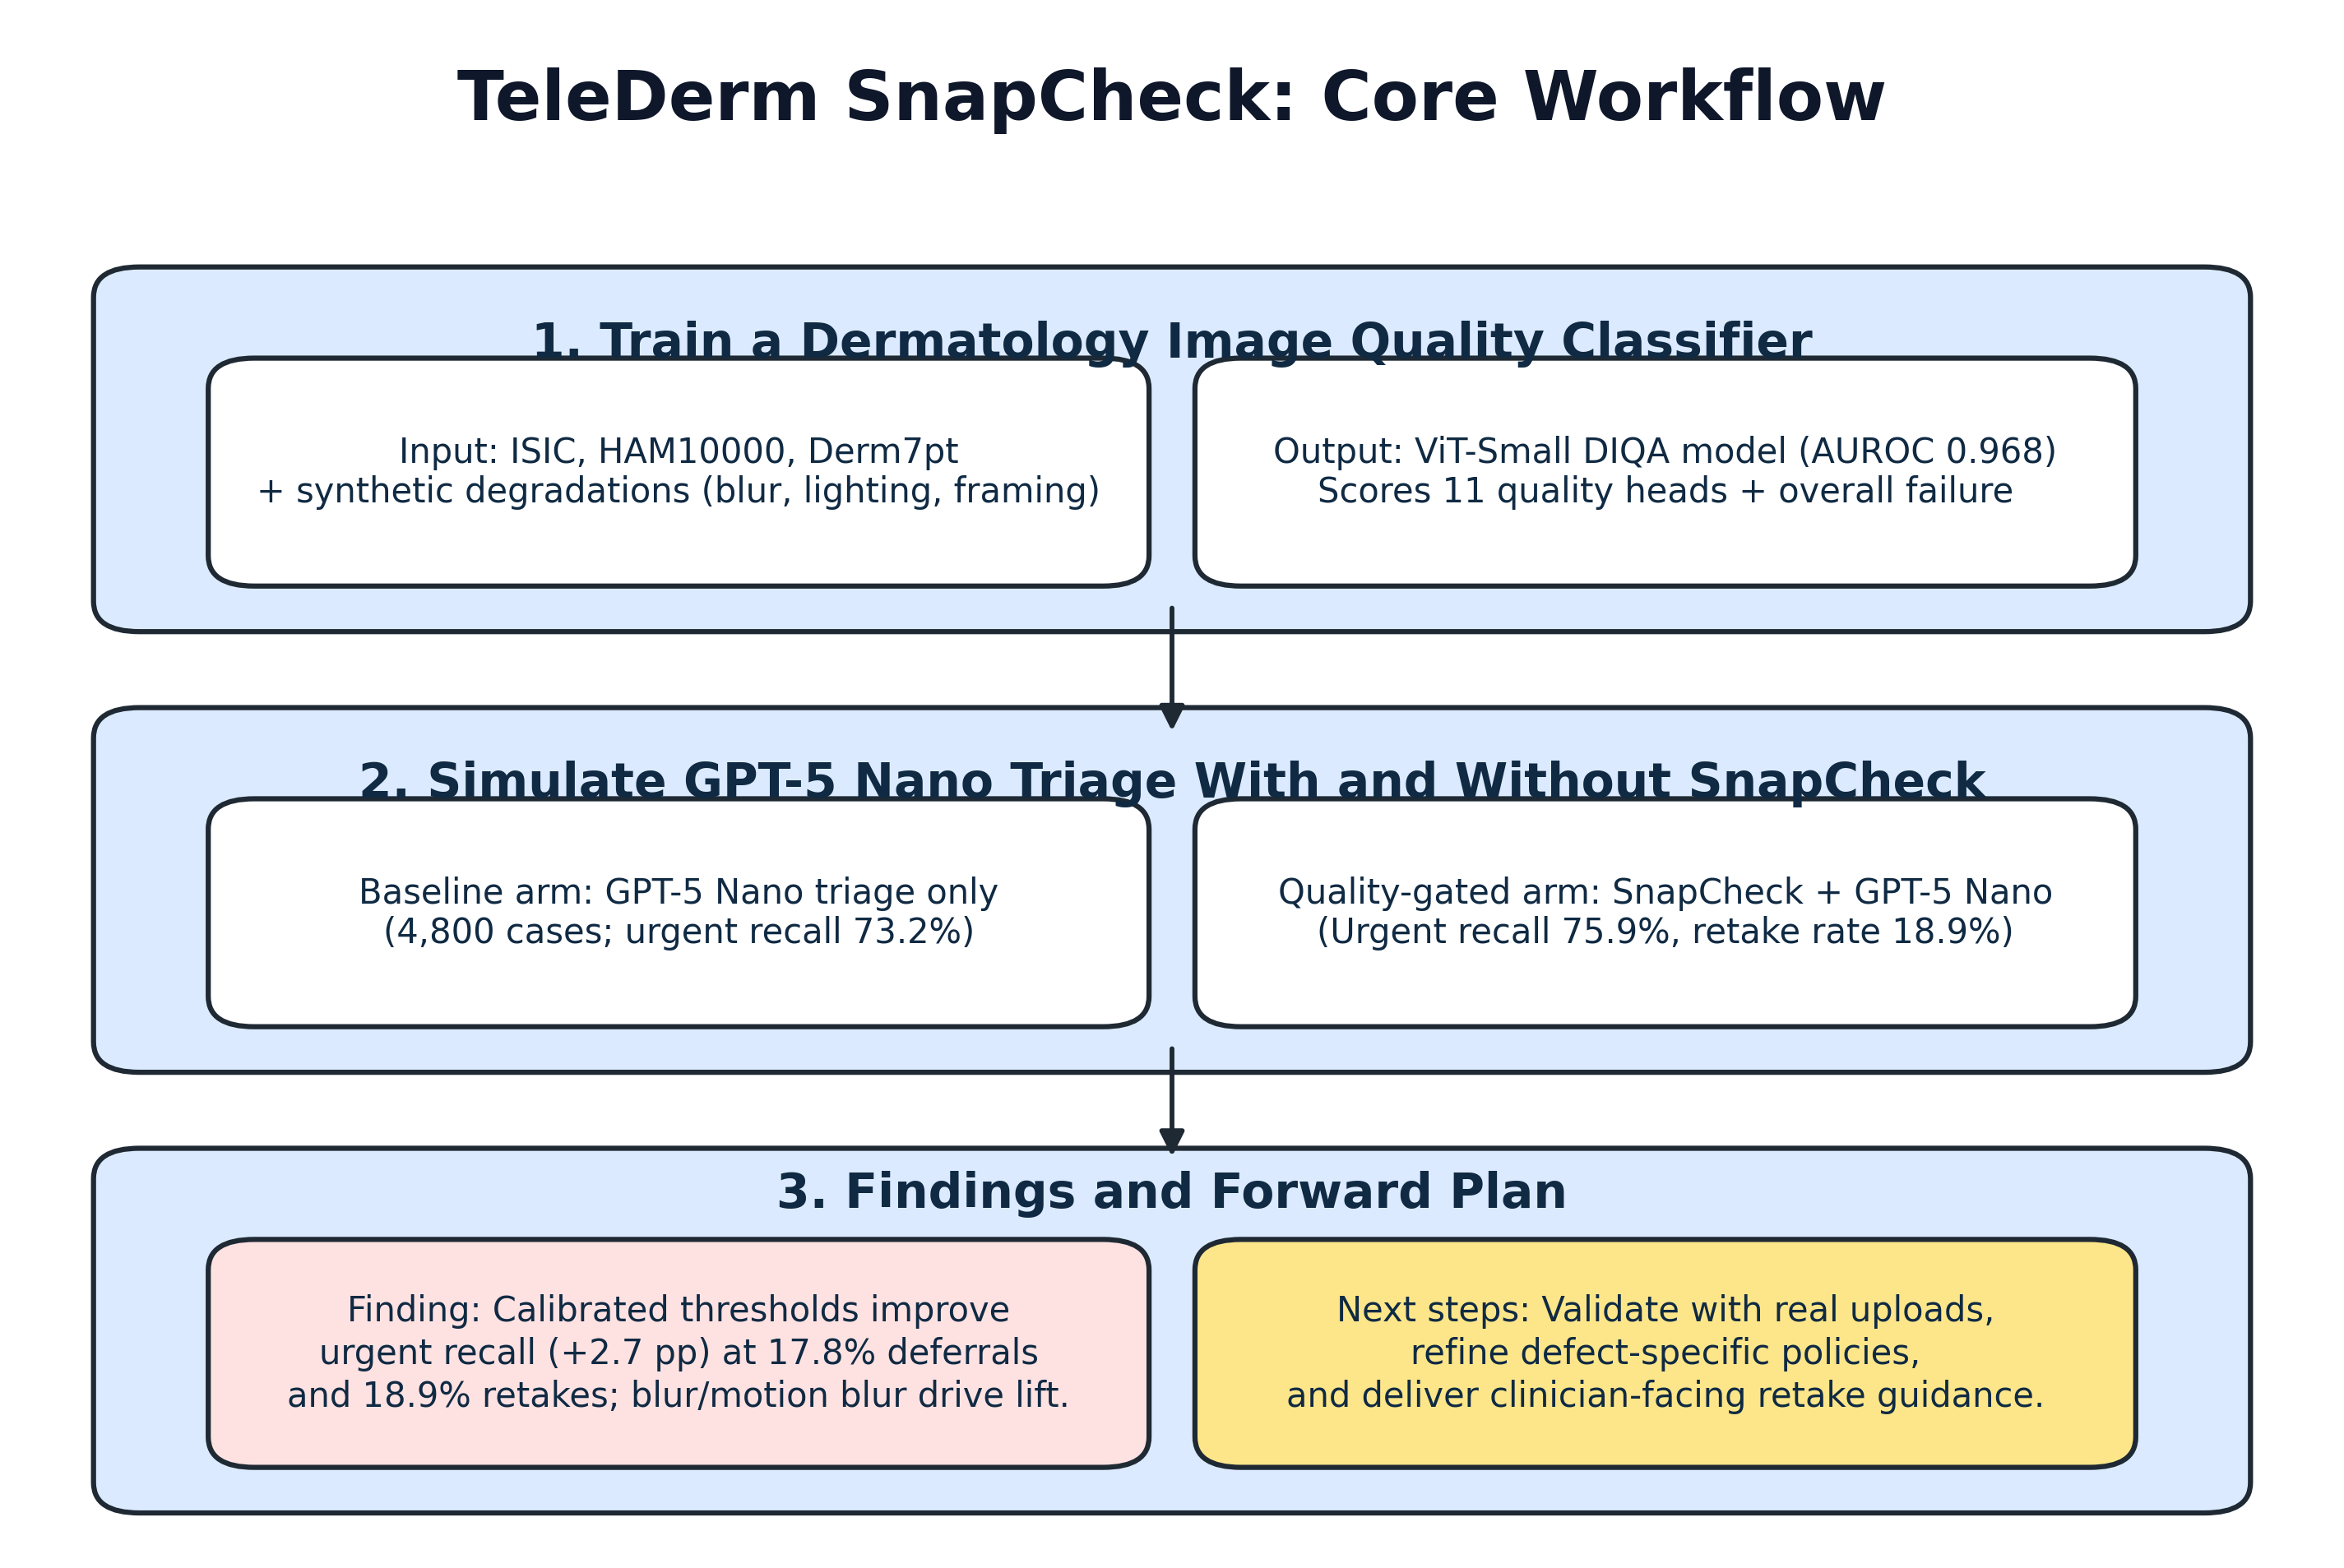 TeleDerm SnapCheck: Core Workflow
1. Train a Dermatology Image Quality Classifier
Input: ISIC, HAM10000, Derm7pt
+ synthetic degradations (blur, lighting, framing)
Output: ViT-Small DIQA model (AUROC 0.968)
Scores 11 quality heads + overall failure
2. Simulate GPT-5 Nano Triage With and Without SnapCheck
Baseline arm: GPT-5 Nano triage only
(4,800 cases; urgent recall 73.2%)
Quality-gated arm: SnapCheck + GPT-5 Nano
(Urgent recall 75.9%, retake rate 18.9%)
3. Findings and Forward Plan
Finding: Calibrated thresholds improve
urgent recall (+2.7 pp) at 17.8% deferrals
and 18.9% retakes; blur/motion blur drive lift.
Next steps: Validate with real uploads,
refine defect-specific policies,
and deliver clinician-facing retake guidance.